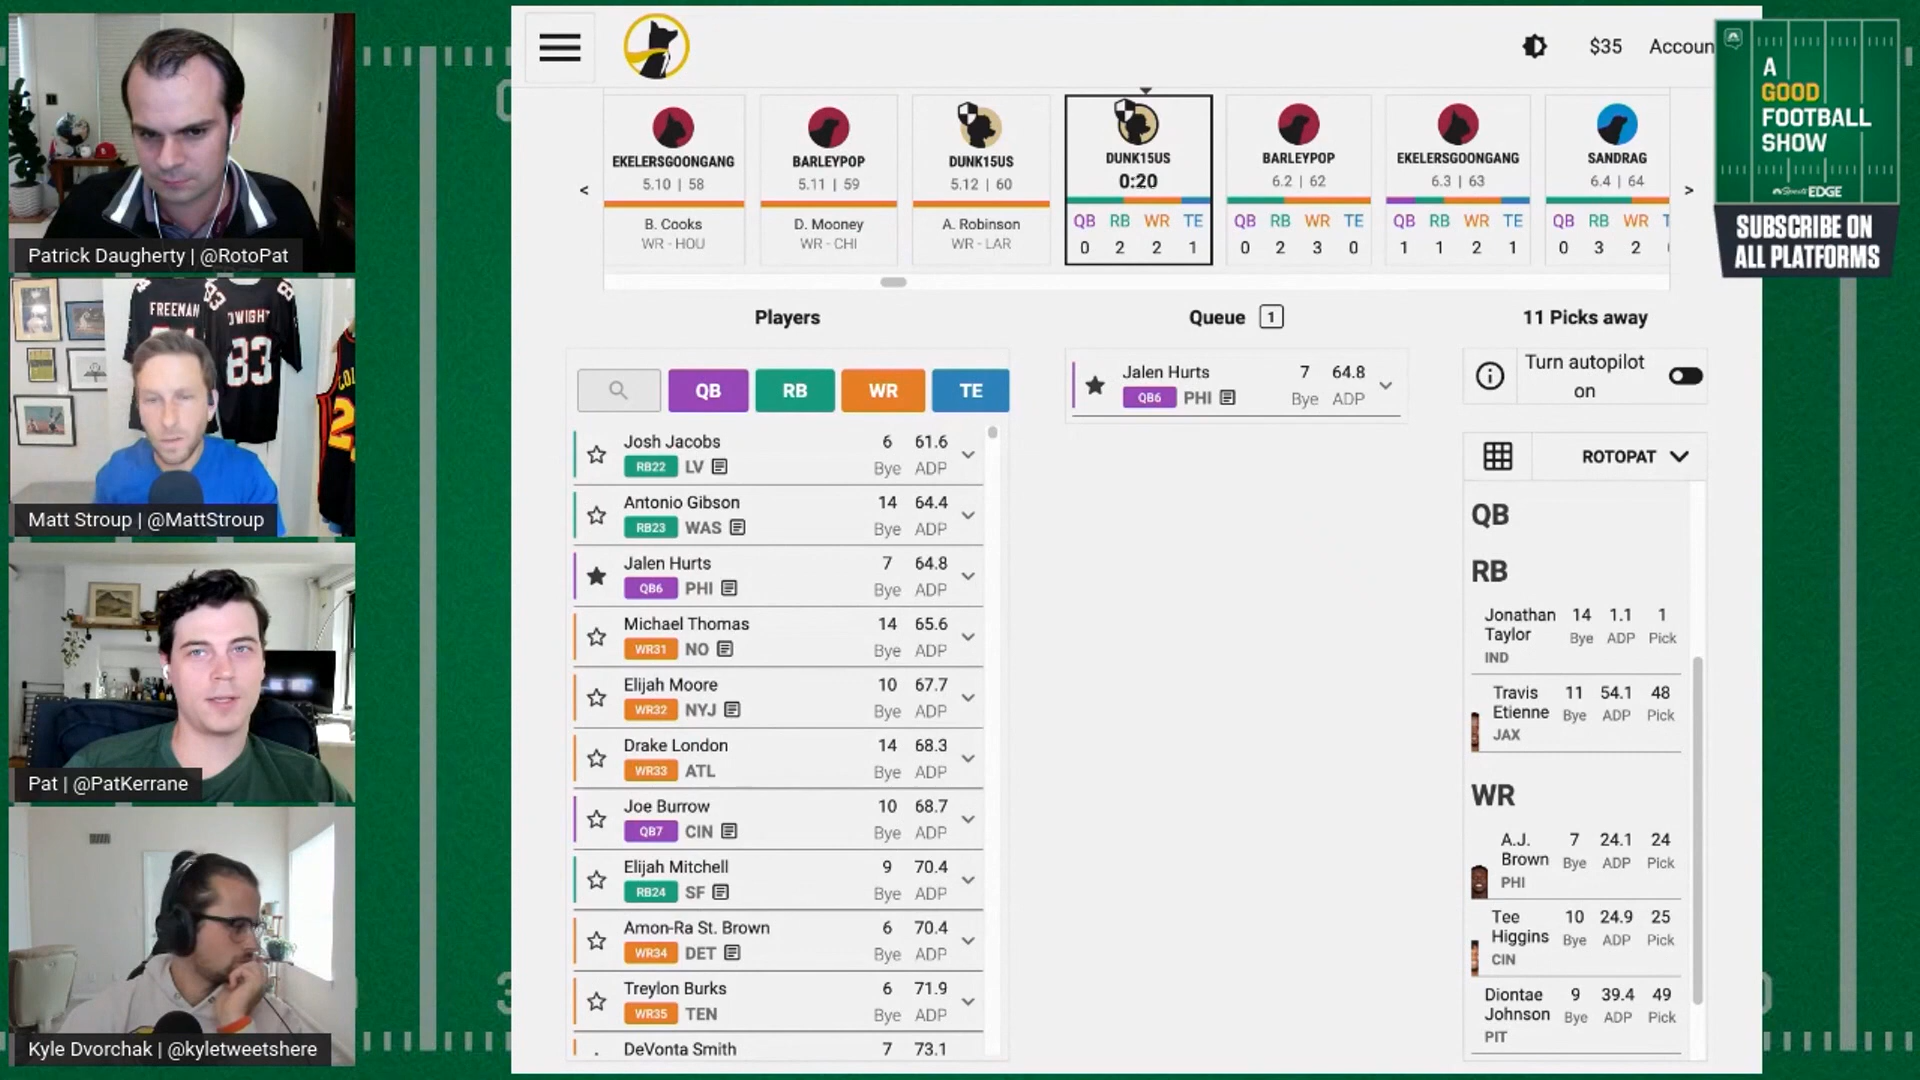 $35 Accoun
A
GOOD
FOOTBALL
SHOW
EDGE
SUBSCRIBE ON
ALL PLATFORMS
EKELERSGOONGANG
5.10 | 58
B. Cooks
WR - HOU
BARLEYPOP
5.11 | 59
D. Mooney
WR - CHI
DUNK15US
5.12 | 60
A. Robinson
WR - LAR
DUNK15US
0:20
QB RB WR TE
0 2 2 1
BARLEYPOP
6.2 | 62
QB RB WR TE
0 2 3 0
EKELERSGOONGANG
6.3 | 63
QB RB WR TE
1 1 2 1
SANDRAG
6.4 | 64
QB RB WR
0 3 2
< >
Players
QB RB WR TE
Josh Jacobs 6 61.6
RB22 LV Bye ADP
Antonio Gibson 14 64.4
RB23 WAS Bye ADP
Jalen Hurts 7 64.8
QB6 PHI Bye ADP
Michael Thomas 14 65.6
WR31 NO Bye ADP
Elijah Moore 10 67.7
WR32 NYJ Bye ADP
Drake London 14 68.3
WR33 ATL Bye ADP
Joe Burrow 10 68.7
QB7 CIN Bye ADP
Elijah Mitchell 9 70.4
RB24 SF Bye ADP
Amon-Ra St. Brown 6 70.4
WR34 DET Bye ADP
Treylon Burks 6 71.9
WR35 TEN Bye ADP
DeVonta Smith 7 73.1
Queue 1
Jalen Hurts 7 64.8
QB6 PHI Bye ADP
11 Picks away
Turn autopilot
on
ROTOPAT
QB
RB
Jonathan Taylor 14 1.1 1
IND Bye ADP Pick
Travis Etienne 11 54.1 48
JAX Bye ADP Pick
WR
A.J. Brown 7 24.1 24
PHI Bye ADP Pick
Tee Higgins 10 24.9 25
CIN Bye ADP Pick
Diontae Johnson 9 39.4 49
PIT Bye ADP Pick
Patrick Daugherty | @RotoPat
FREEMAN
DWIGHT
83
83
Matt Stroup | @MattStroup
Pat | @PatKerrane
Kyle Dvorchak | @kyletweetshere